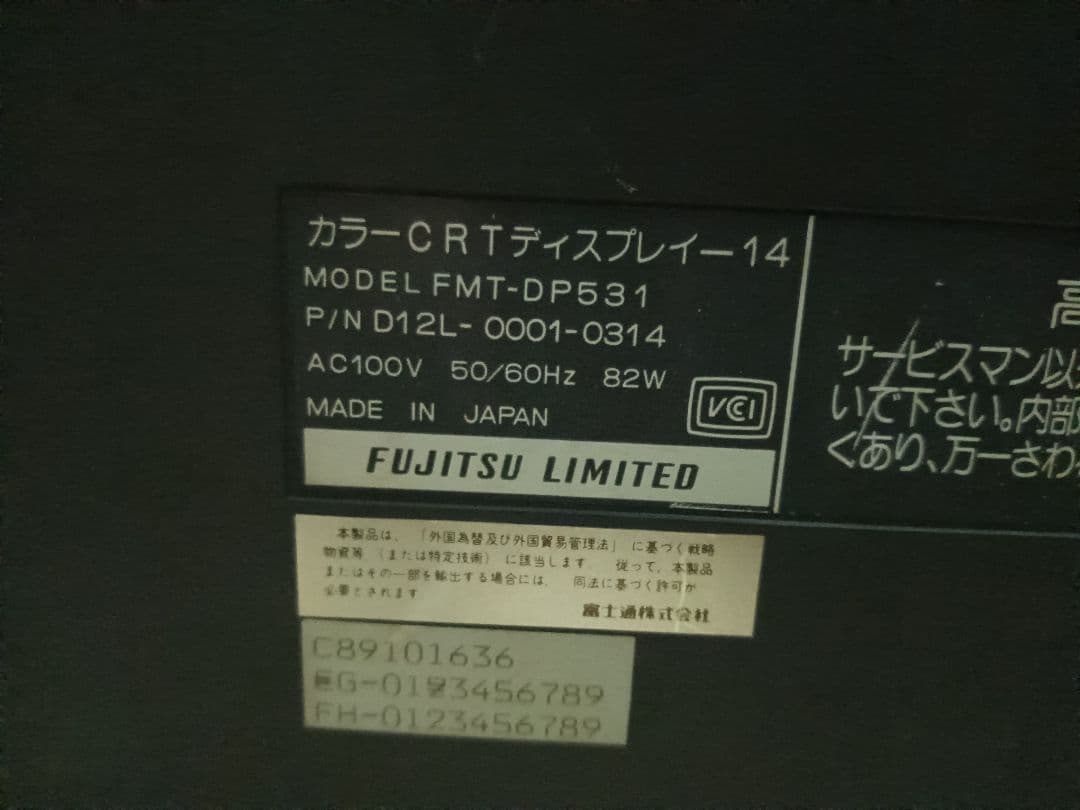 カラーCRTディスプレイー14
MODEL FMT-DP531
P/N D12L-0001-0314
AC100V 50/60Hz 82W
MADE IN JAPAN
VCCI
FUJITSU LIMITED
高
サービスマン以
いで下さい。内部
くあり、万一さわ
本製品は、「外国為替及び外国貿易管理法」に基づく戦略
物資等（または特定技術）に該当します 従って、本製品
またはその一部を輸出する場合には、同法に基づく許可が
必要とされます
富士通株式会社
C89101636
EG-0123456789
FH-0123456789